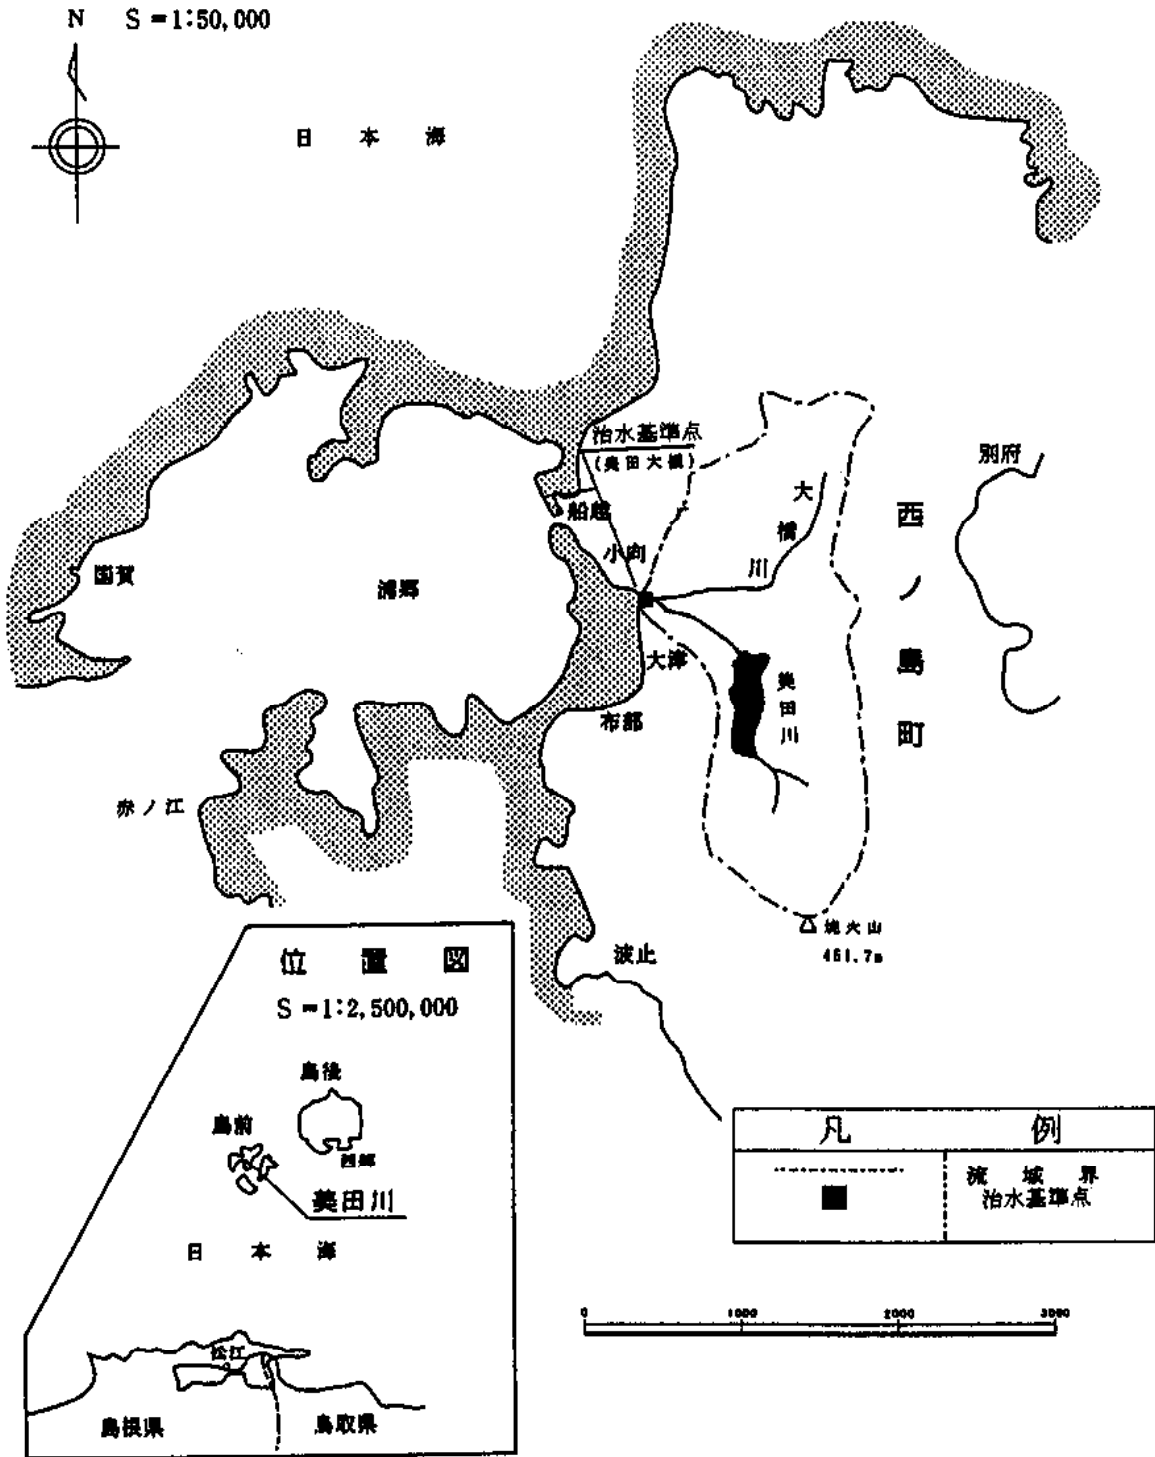 N S = 1:50,000
日本海
治水基準点
(美田大橋)
別府
大橋川
西ノ島町
船越
小向
国賀
浦郷
大津
美田川
布部
赤ノ江
焼火山
451.7m
波止
位置図
S = 1:2,500,000
島後
島前
西郷
美田川
日本海
松江
島根県
鳥取県
凡例
流域界
治水基準点
0 1000 2000 3000